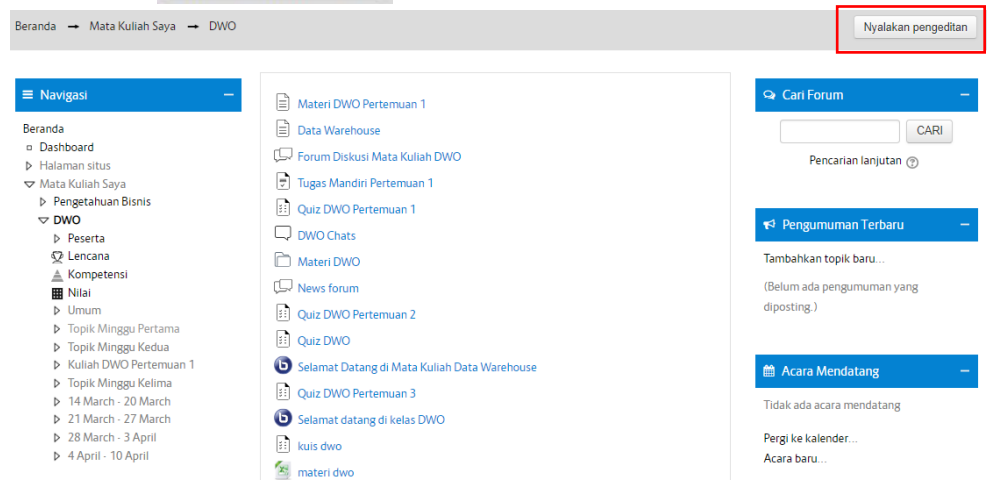 Beranda → Mata Kuliah Saya → DWO
Nyalakan pengeditan
Navigasi
Beranda
Dashboard
Halaman situs
Mata Kuliah Saya
Pengetahuan Bisnis
DWO
Peserta
Lencana
Kompetensi
Nilai
Umum
Topik Minggu Pertama
Topik Minggu Kedua
Kuliah DWO Pertemuan 1
Topik Minggu Kelima
14 March - 20 March
21 March - 27 March
28 March - 3 April
4 April - 10 April
Materi DWO Pertemuan 1
Data Warehouse
Forum Diskusi Mata Kuliah DWO
Tugas Mandiri Pertemuan 1
Quiz DWO Pertemuan 1
DWO Chats
Materi DWO
News forum
Quiz DWO Pertemuan 2
Quiz DWO
Selamat Datang di Mata Kuliah Data Warehouse
Quiz DWO Pertemuan 3
Selamat datang di kelas DWO
kuis dwo
materi dwo
Cari Forum
CARI
Pencarian lanjutan
Pengumuman Terbaru
Tambahkan topik baru...
(Belum ada pengumuman yang
diposting.)
Acara Mendatang
Tidak ada acara mendatang
Pergi ke kalender...
Acara baru...